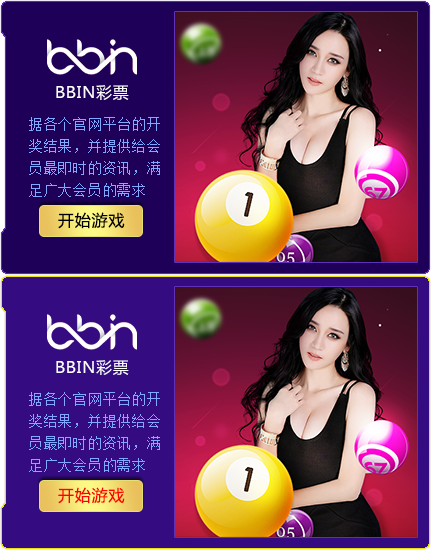 bbin
BBIN彩票
据各个官网平台的开
奖结果，并提供给会
员最即时的资讯，满
足广大会员的需求
开始游戏
1
05
bbin
BBIN彩票
据各个官网平台的开
奖结果，并提供给会
员最即时的资讯，满
足广大会员的需求
开始游戏
1
05